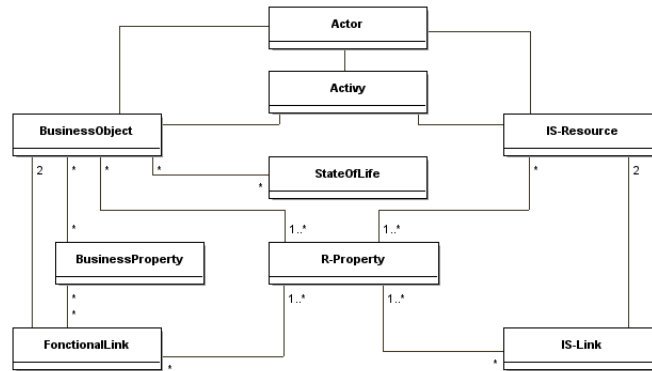 Actor
Activy
BusinessObject
IS-Resource
2
*
*
*
*
2
StateOfLife
*
*
1..*
1..*
BusinessProperty
R-Property
*
*
1..*
1..*
FonctionalLink
IS-Link
*
*